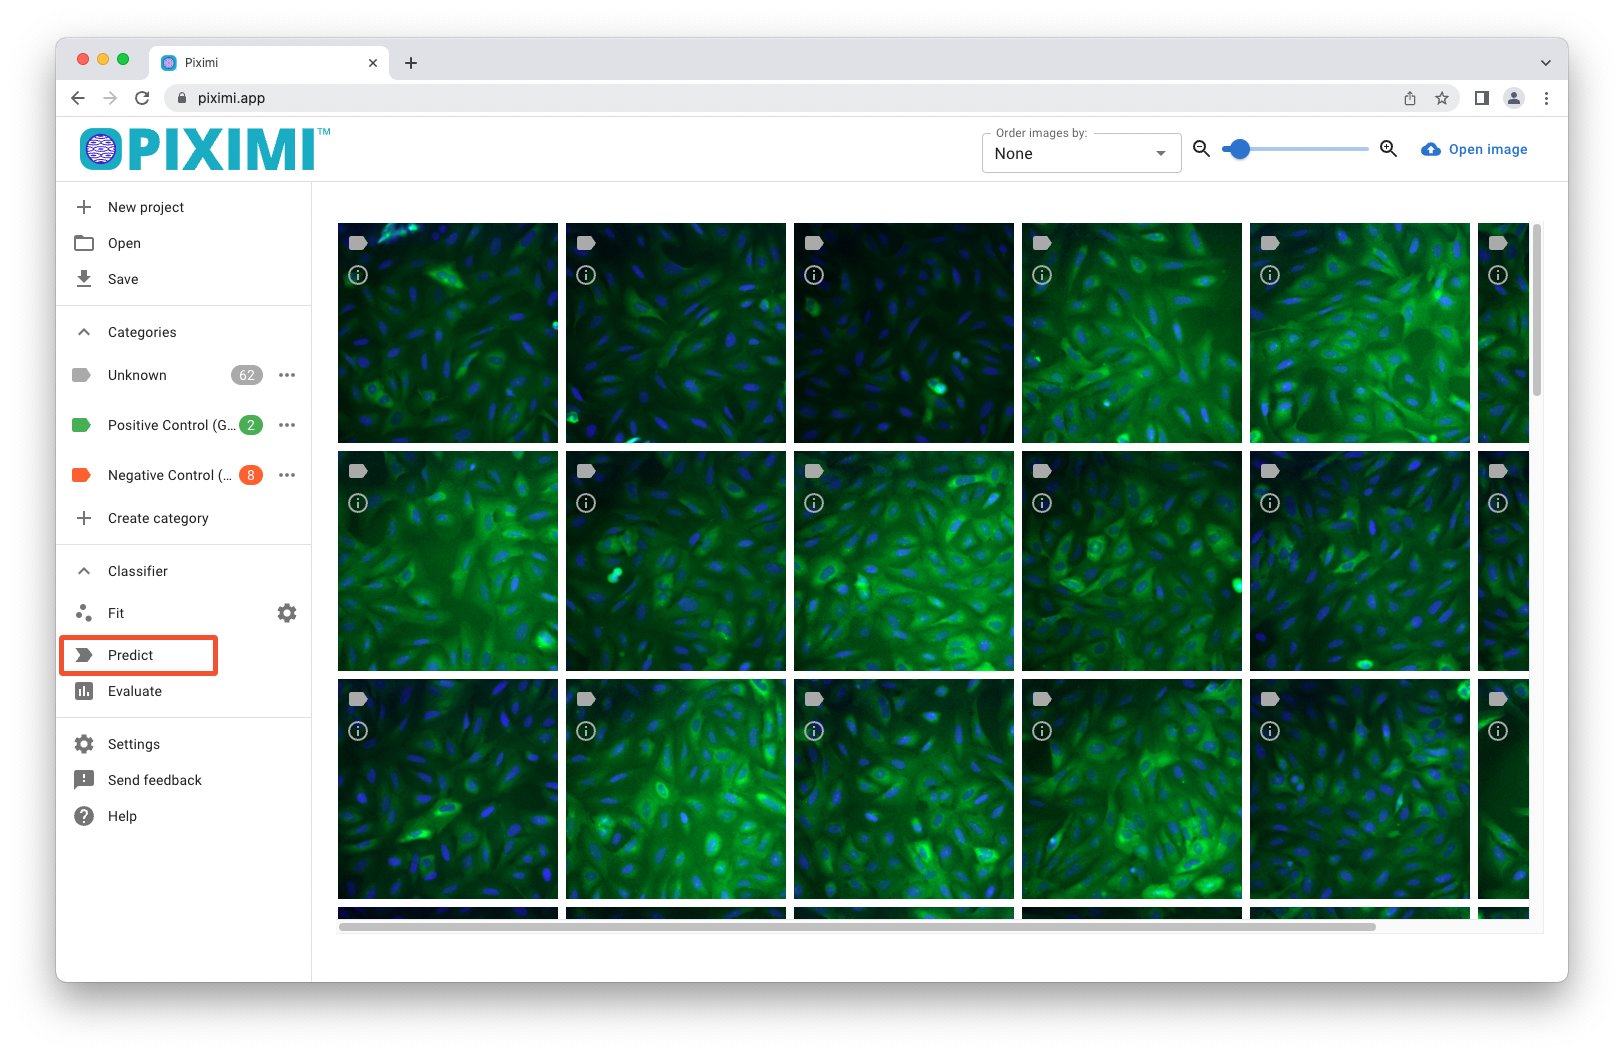 Piximi
piximi.app
PIXIMI™
Order images by:
None
Open image
New project
Open
Save
Categories
Unknown 62
Positive Control (G... 2
Negative Control (... 8
Create category
Classifier
Fit
Predict
Evaluate
Settings
Send feedback
Help